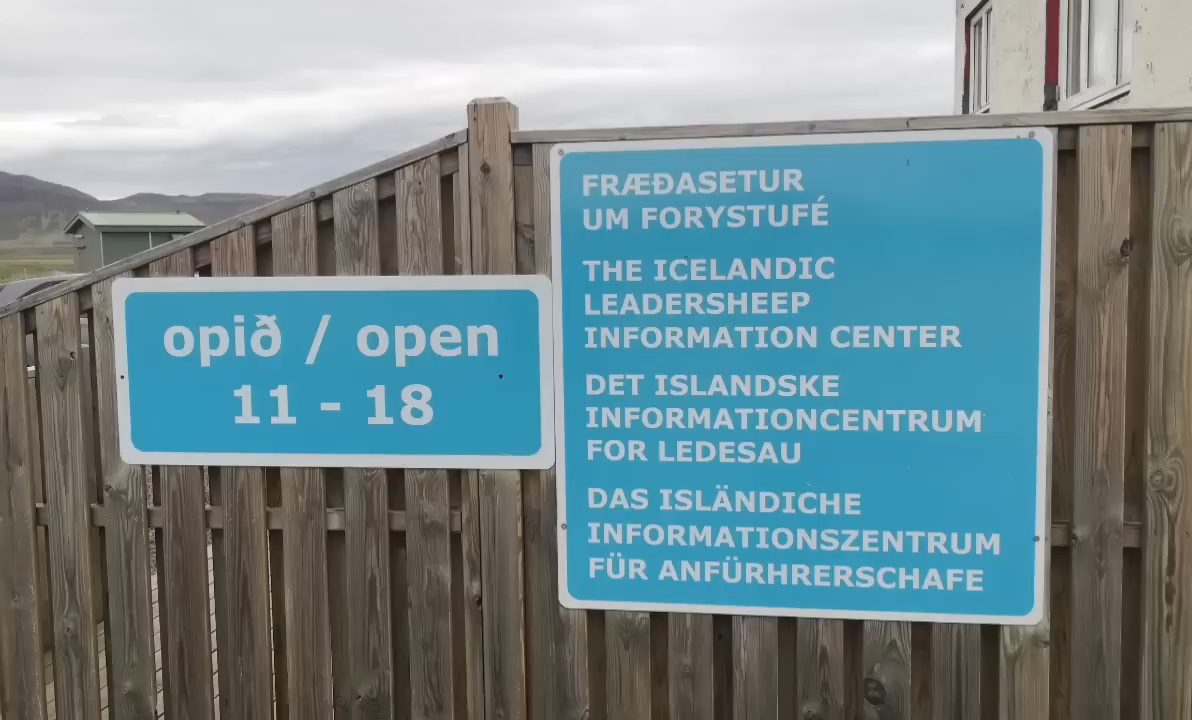 opið / open
11 - 18
FRÆÐASETUR
UM FORYSTUFÉ
THE ICELANDIC
LEADERSHEEP
INFORMATION CENTER
DET ISLANDSKE
INFORMATIONCENTRUM
FOR LEDESAU
DAS ISLÄNDICHE
INFORMATIONSZENTRUM
FÜR ANFÜRHRERSCHAFE